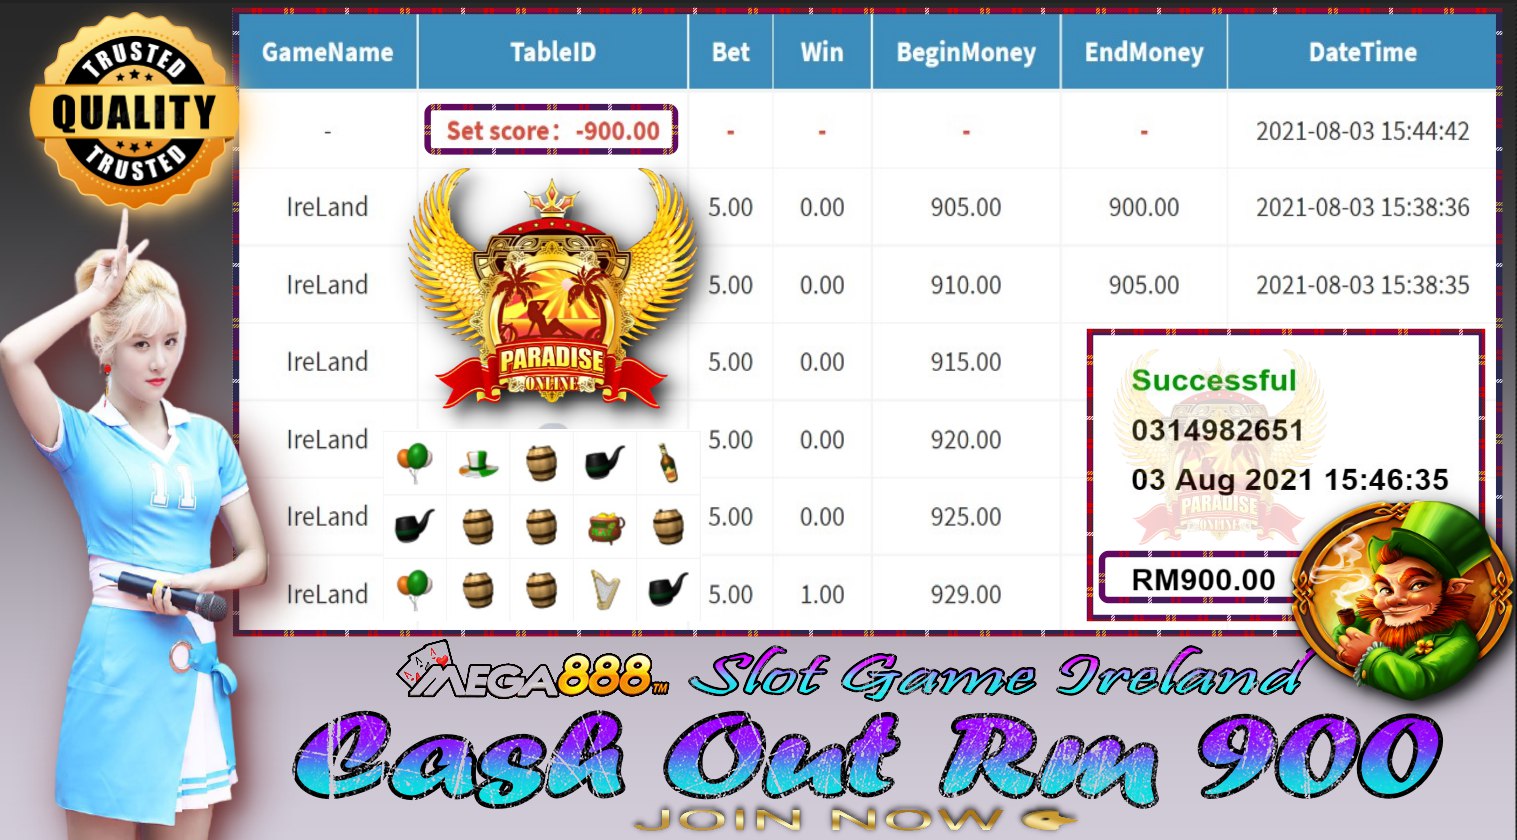 TRUSTED
QUALITY
TRUSTED
GameName TableID Bet Win BeginMoney EndMoney DateTime
- Set score: -900.00 - - - - 2021-08-03 15:44:42
IreLand 5.00 0.00 905.00 900.00 2021-08-03 15:38:36
IreLand 5.00 0.00 910.00 905.00 2021-08-03 15:38:35
IreLand 5.00 0.00 915.00
IreLand 5.00 0.00 920.00
IreLand 5.00 0.00 925.00
IreLand 5.00 1.00 929.00
PARADISE
ONLINE
Successful
0314982651
03 Aug 2021 15:46:35
PARADISE
ONLINE
RM900.00
11
MEGA888 TM Slot Game Ireland
Cash Out Rm 900
JOIN NOW